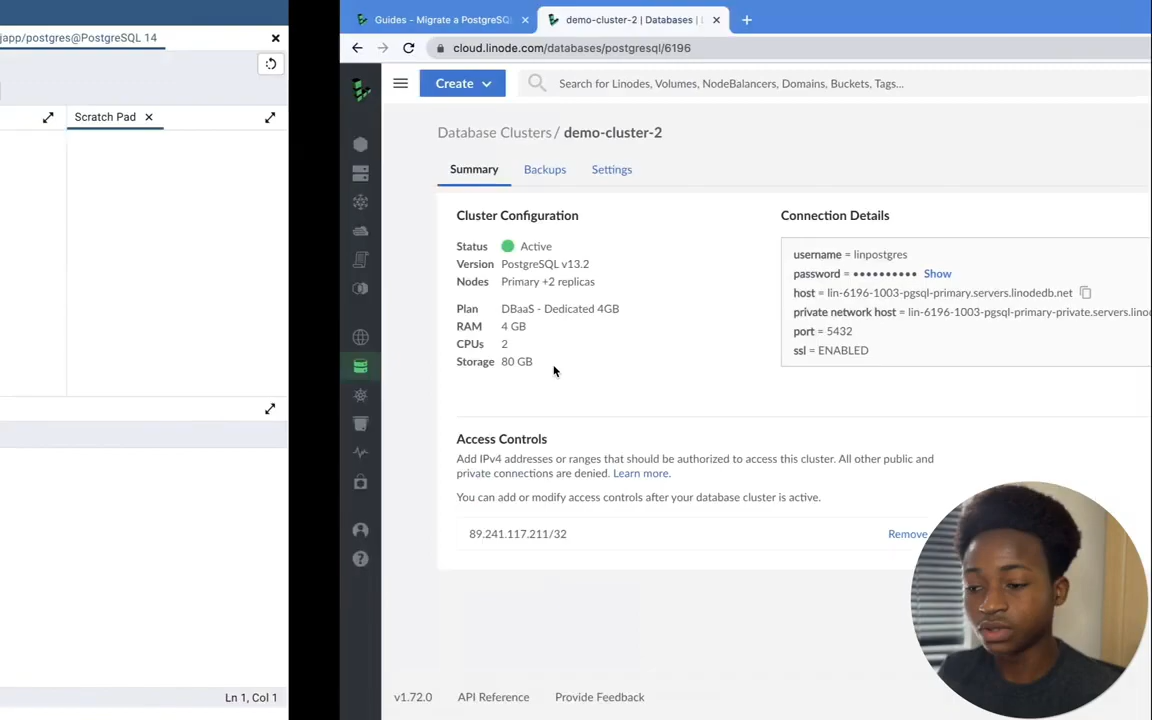 japp/postgres@PostgreSQL 14
Scratch Pad
Ln 1, Col 1
Guides - Migrate a PostgreSQ
demo-cluster-2 | Databases |
cloud.linode.com/databases/postgresql/6196
Create
Search for Linodes, Volumes, NodeBalancers, Domains, Buckets, Tags...
Database Clusters / demo-cluster-2
Summary Backups Settings
Cluster Configuration
Status Active
Version PostgreSQL v13.2
Nodes Primary +2 replicas
Plan DBaaS - Dedicated 4GB
RAM 4 GB
CPUs 2
Storage 80 GB
Connection Details
username = linpostgres
password = •••••••••• Show
host = lin-6196-1003-pgsql-primary.servers.linodedb.net
private network host = lin-6196-1003-pgsql-primary-private.servers.lino
port = 5432
ssl = ENABLED
Access Controls
Add IPv4 addresses or ranges that should be authorized to access this cluster. All other public and
private connections are denied. Learn more.
You can add or modify access controls after your database cluster is active.
89.241.117.211/32 Remove
v1.72.0 API Reference Provide Feedback